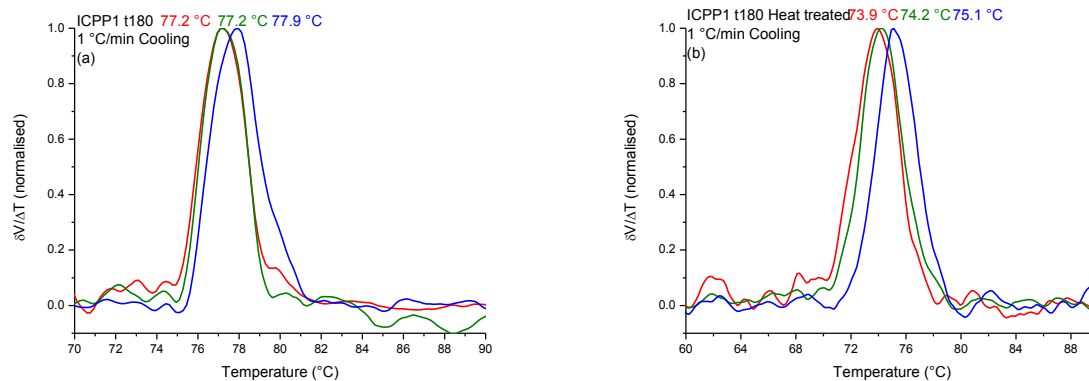 ICPP1 t180 77.2 °C 77.2 °C 77.9 °C
1 °C/min Cooling
(a)
1.0
0.8
0.6
0.4
0.2
0.0
δV/ΔT (normalised)
70 72 74 76 78 80 82 84 86 88 90
Temperature (°C)
ICPP1 t180 Heat treated 73.9 °C 74.2 °C 75.1 °C
1 °C/min Cooling
(b)
1.0
0.8
0.6
0.4
0.2
0.0
δV/ΔT (normalised)
60 64 68 72 76 80 84 88
Temperature (°C)